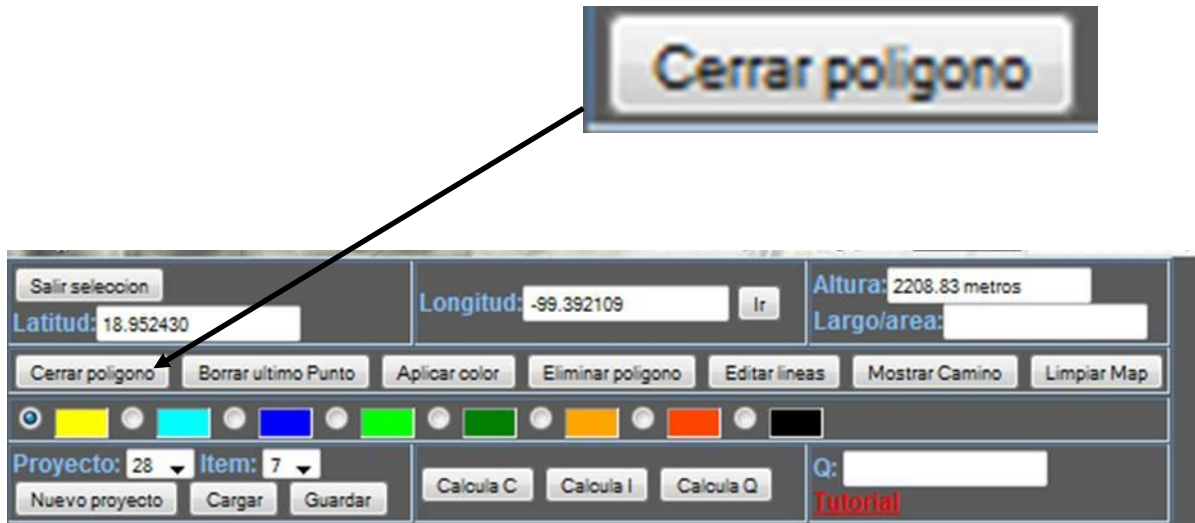 Cerrar poligono
Salir seleccion
Latitud: 18.952430
Longitud: -99.392109 Ir
Altura: 2208.83 metros
Largo/area:
Cerrar poligono Borrar ultimo Punto Aplicar color Eliminar poligono Editar lineas Mostrar Camino Limpiar Map
Proyecto: 28 Item: 7
Nuevo proyecto Cargar Guardar
Calcula C Calcula I Calcula Q
Q:
Tutorial